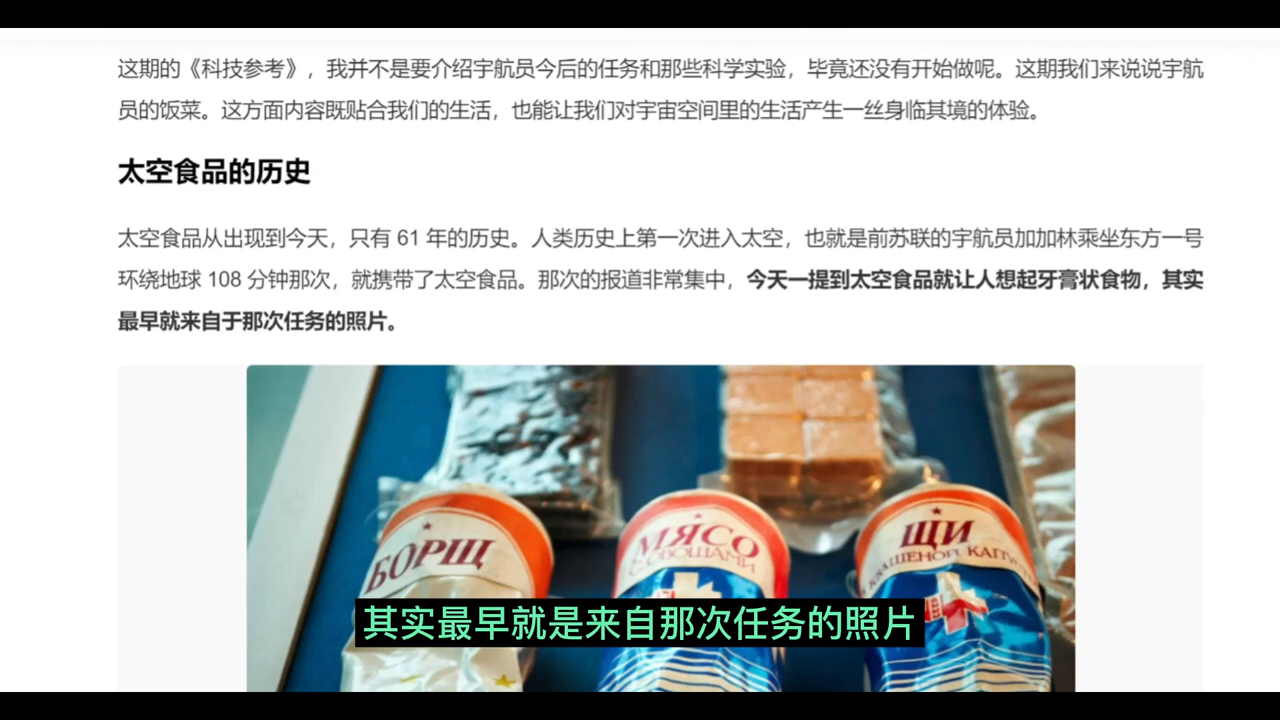 这期的《科技参考》，我并不是要介绍宇航员今后的任务和那些科学实验，毕竟还没有开始做呢。这期我们来说说宇航
员的饭菜。这方面内容既贴合我们的生活，也能让我们对宇宙空间里的生活产生一丝身临其境的体验。
太空食品的历史
太空食品从出现到今天，只有 61 年的历史。人类历史上第一次进入太空，也就是前苏联的宇航员加加林乘坐东方一号
环绕地球 108 分钟那次，就携带了太空食品。那次的报道非常集中，今天一提到太空食品就让人想起牙膏状食物，其实
最早就来自于那次任务的照片。
БОРЩ
МЯСО
С ОВОЩАМИ
ЩИ
КВАШЕНОЙ КАПУ
其实最早就是来自那次任务的照片